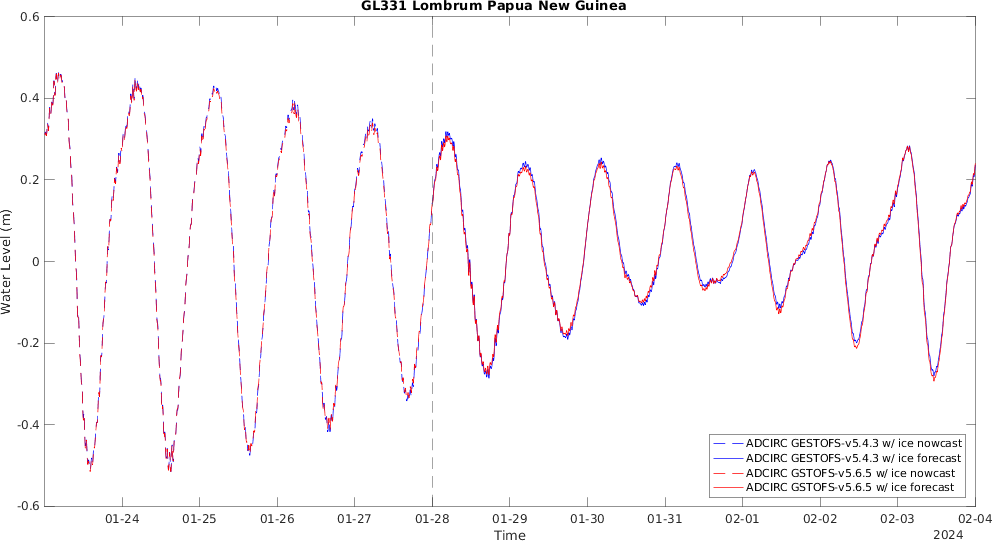 GL331 Lombrum Papua New Guinea
0.6
0.4
0.2
0
-0.2
-0.4
-0.6
Water Level (m)
ADCIRC GESTOFS-v5.4.3 w/ ice nowcast
ADCIRC GESTOFS-v5.4.3 w/ ice forecast
ADCIRC GSTOFS-v5.6.5 w/ ice nowcast
ADCIRC GSTOFS-v5.6.5 w/ ice forecast
01-24 01-25 01-26 01-27 01-28 01-29 01-30 01-31 02-01 02-02 02-03 02-04
Time
2024